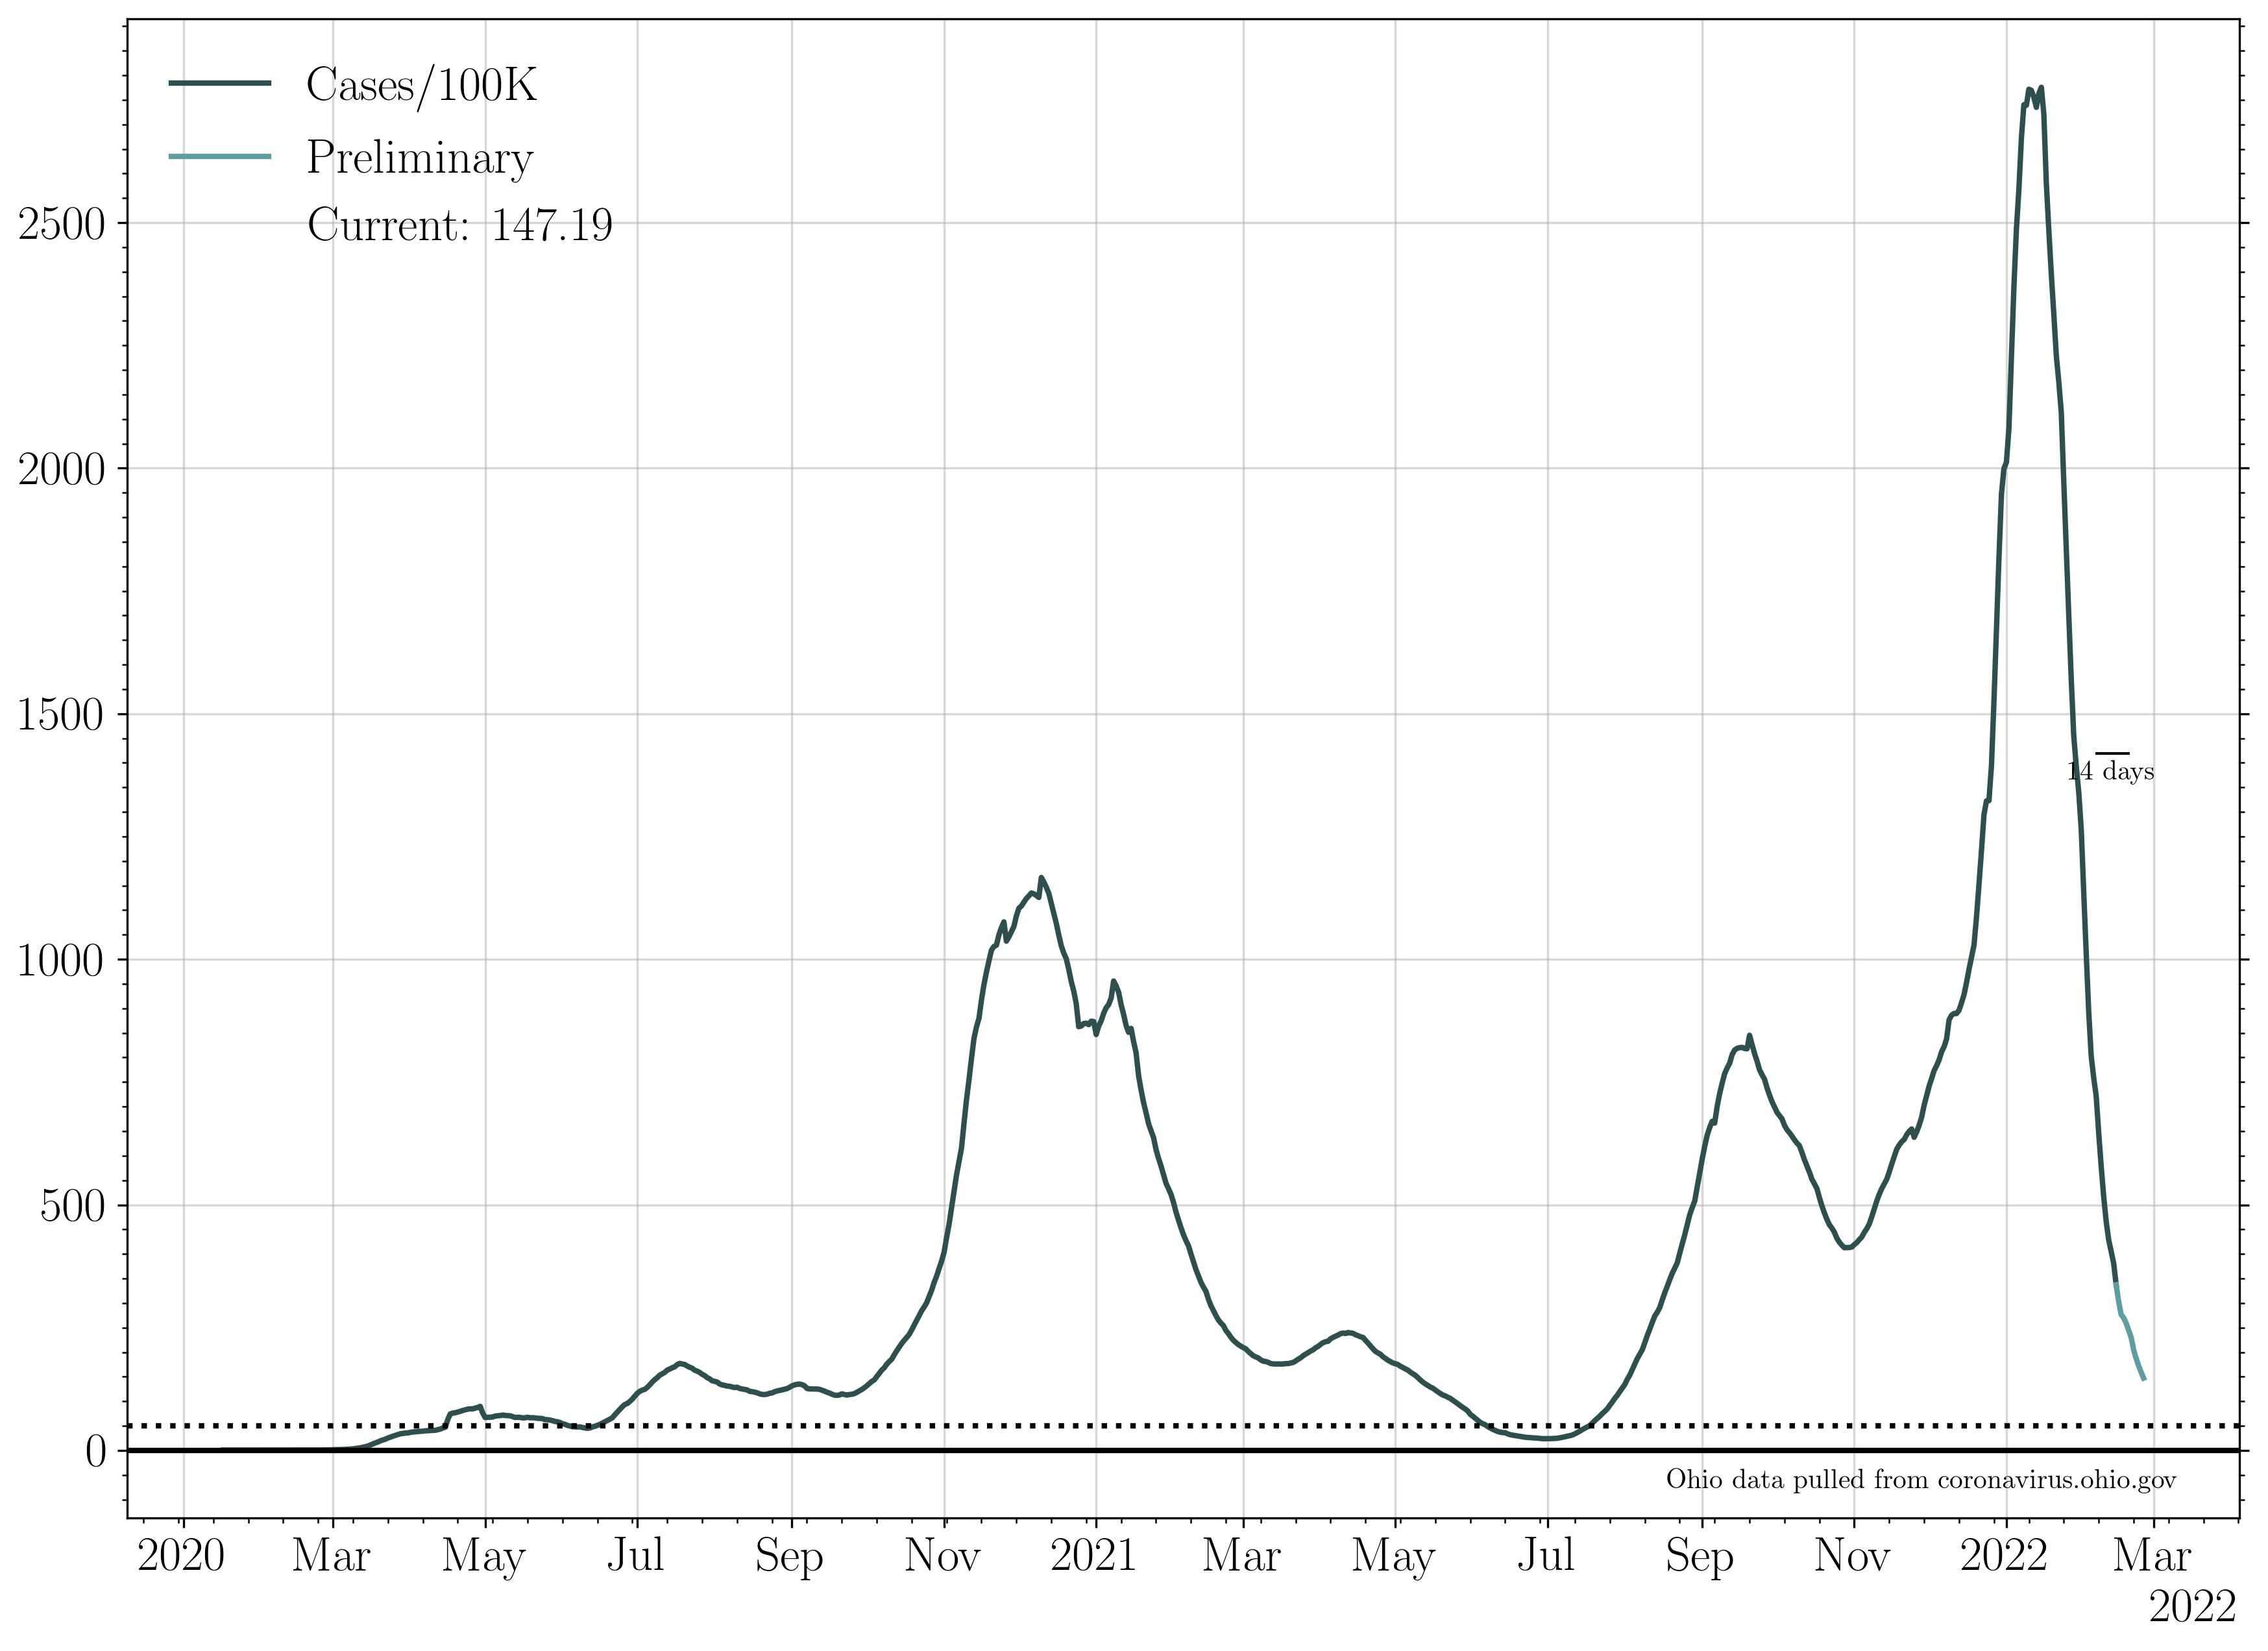 Cases/100K
Preliminary
Current: 147.19
2500
2000
1500
14 days
1000
500
0
Ohio data pulled from coronavirus.ohio.gov
2020 Mar May Jul Sep Nov 2021 Mar May Jul Sep Nov 2022 Mar
2022